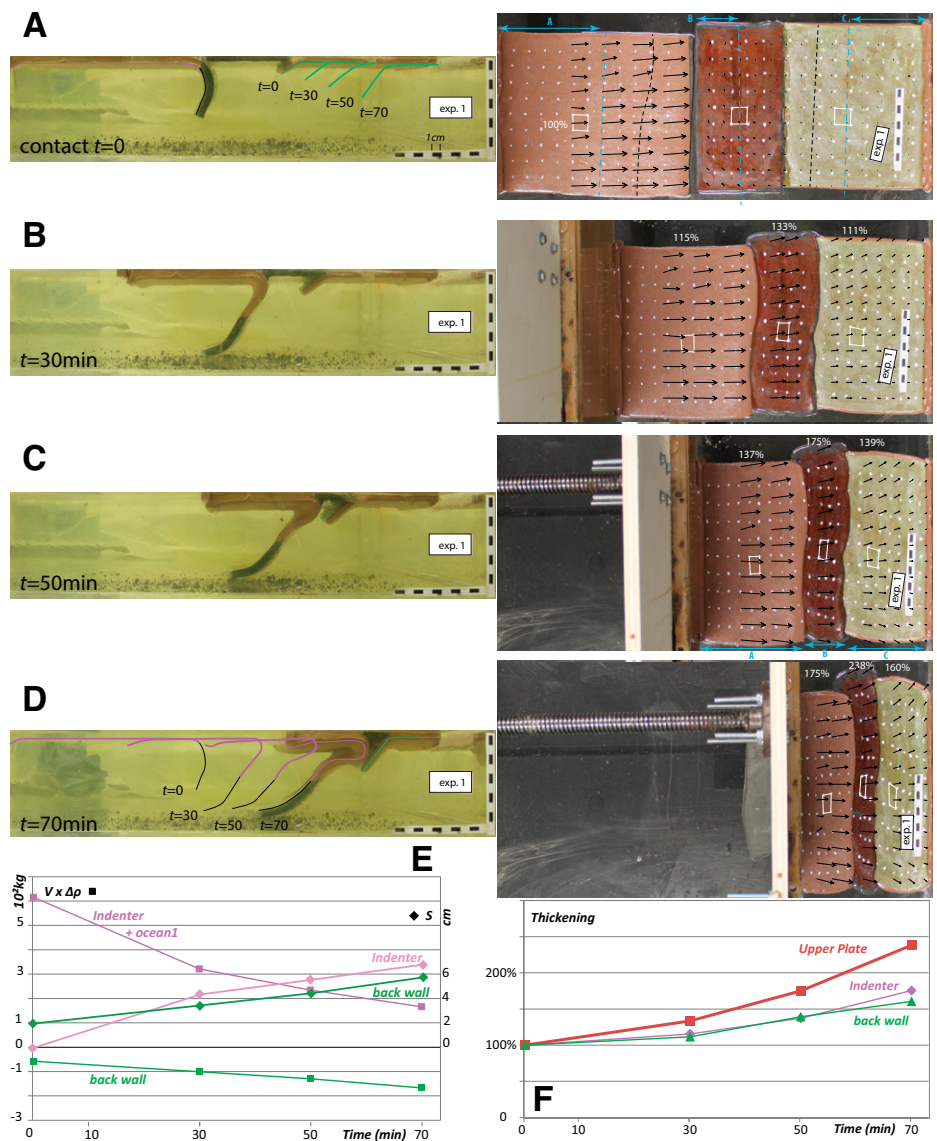 A
t=0
t=30
t=50
t=70
exp. 1
1cm
contact t=0
A
B
C
100%
exp. 1
B
exp. 1
t=30min
115%
133%
111%
exp. 1
C
exp. 1
t=50min
137%
175%
139%
exp. 1
A
B
C
D
t=0
t=30
t=50
t=70
exp. 1
t=70min
175%
238%
160%
exp. 1
E
10²kg
V x Δρ
S
cm
Indenter
+ ocean1
Indenter
back wall
back wall
5
3
1
0
-1
-3
6
4
2
0
0
10
30
50
Time (min)
70
Thickening
Upper Plate
Indenter
back wall
200%
100%
0
F
0
10
30
50
Time (min)
70